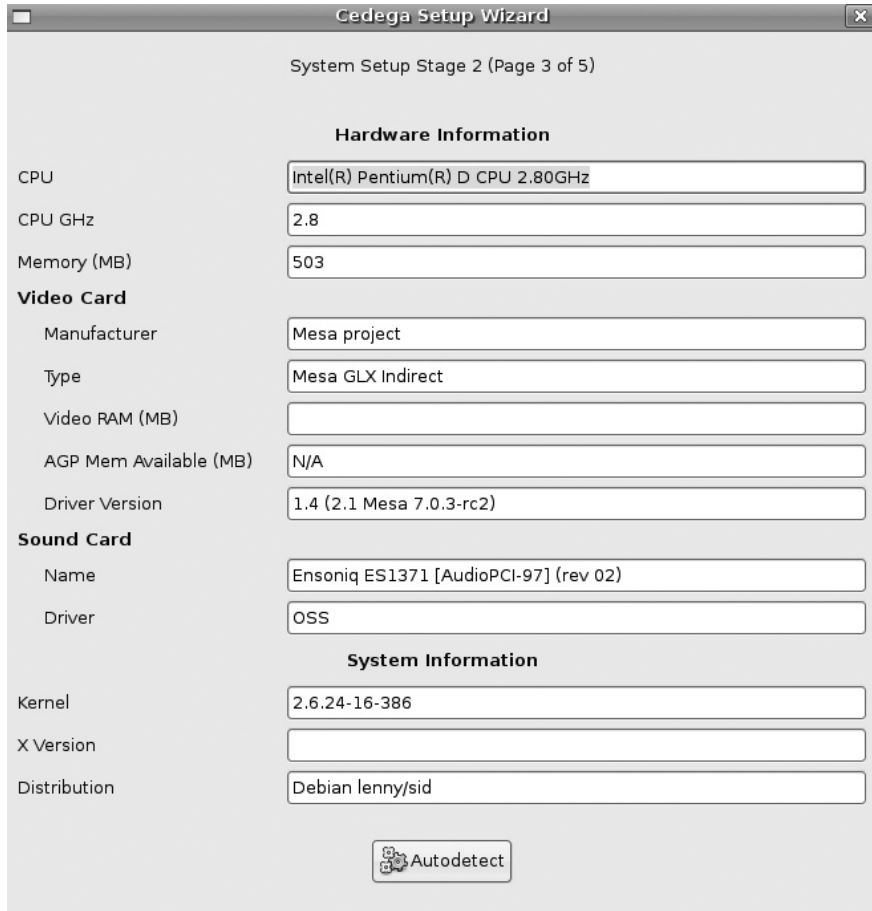 Cedega Setup Wizard
System Setup Stage 2 (Page 3 of 5)
Hardware Information
CPU Intel(R) Pentium(R) D CPU 2.80GHz
CPU GHz 2.8
Memory (MB) 503
Video Card
Manufacturer Mesa project
Type Mesa GLX Indirect
Video RAM (MB)
AGP Mem Available (MB) N/A
Driver Version 1.4 (2.1 Mesa 7.0.3-rc2)
Sound Card
Name Ensoniq ES1371 [AudioPCI-97] (rev 02)
Driver OSS
System Information
Kernel 2.6.24-16-386
X Version
Distribution Debian lenny/sid
Autodetect